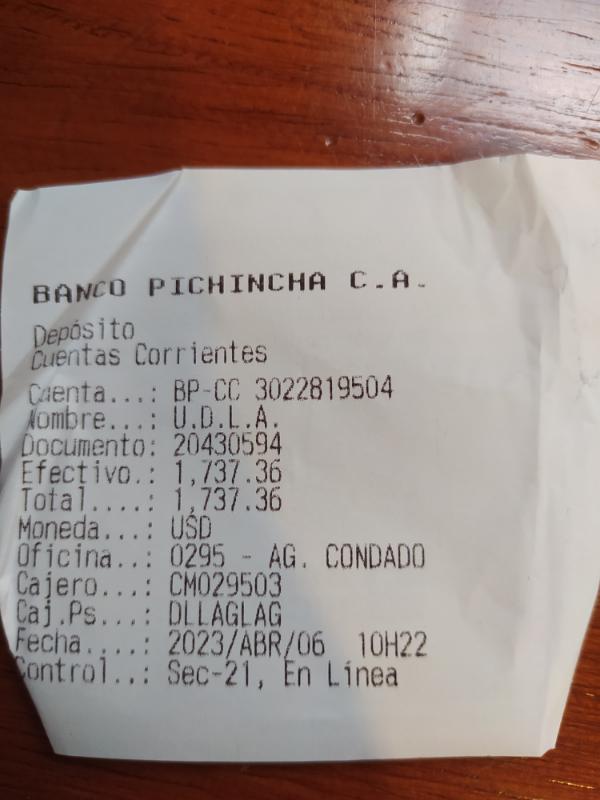 BANCO PICHINCHA C.A.
Depósito
Cuentas Corrientes
Cuenta...: BP-CC 3022819504
Nombre...: U.D.L.A.
Documento: 20430594
Efectivo.: 1,737.36
Total....: 1,737.36
Moneda...: USD
Oficina..: 0295 - AG. CONDADO
Cajero...: CM029503
Caj.Ps...: DLLAGLAG
Fecha....: 2023/ABR/06 10H22
Control..: Sec-21, En Línea